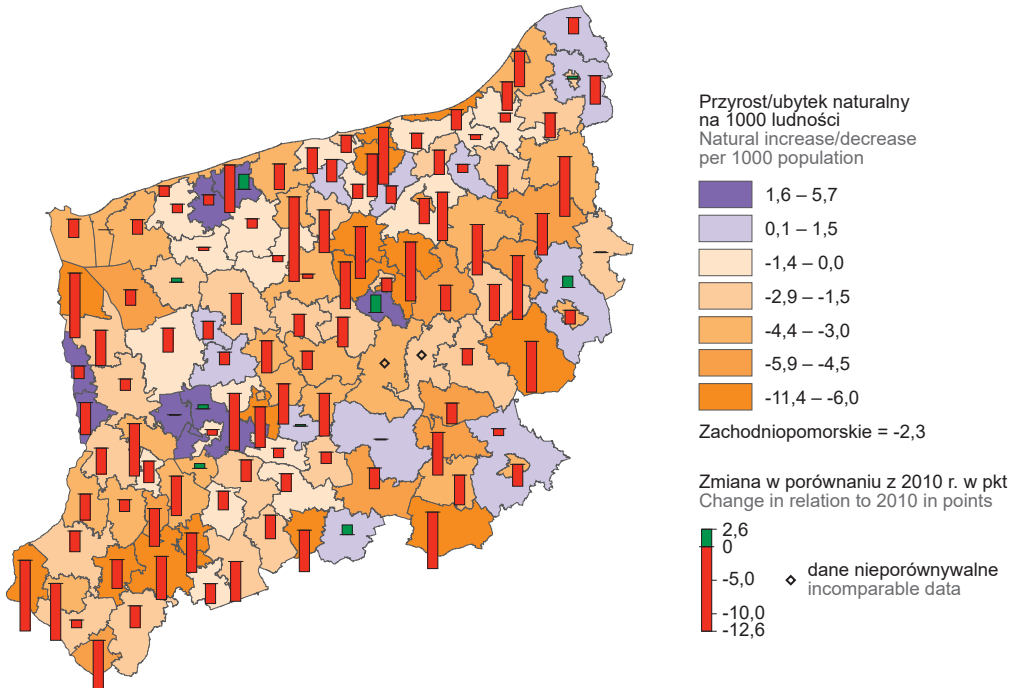 Przyrost/ubytek naturalny
na 1000 ludności
Natural increase/decrease
per 1000 population
1,6 – 5,7
0,1 – 1,5
-1,4 – 0,0
-2,9 – -1,5
-4,4 – -3,0
-5,9 – -4,5
-11,4 – -6,0
Zachodniopomorskie = -2,3
Zmiana w porównaniu z 2010 r. w pkt
Change in relation to 2010 in points
2,6
0
-5,0
-10,0
-12,6
dane nieporównywalne
incomparable data